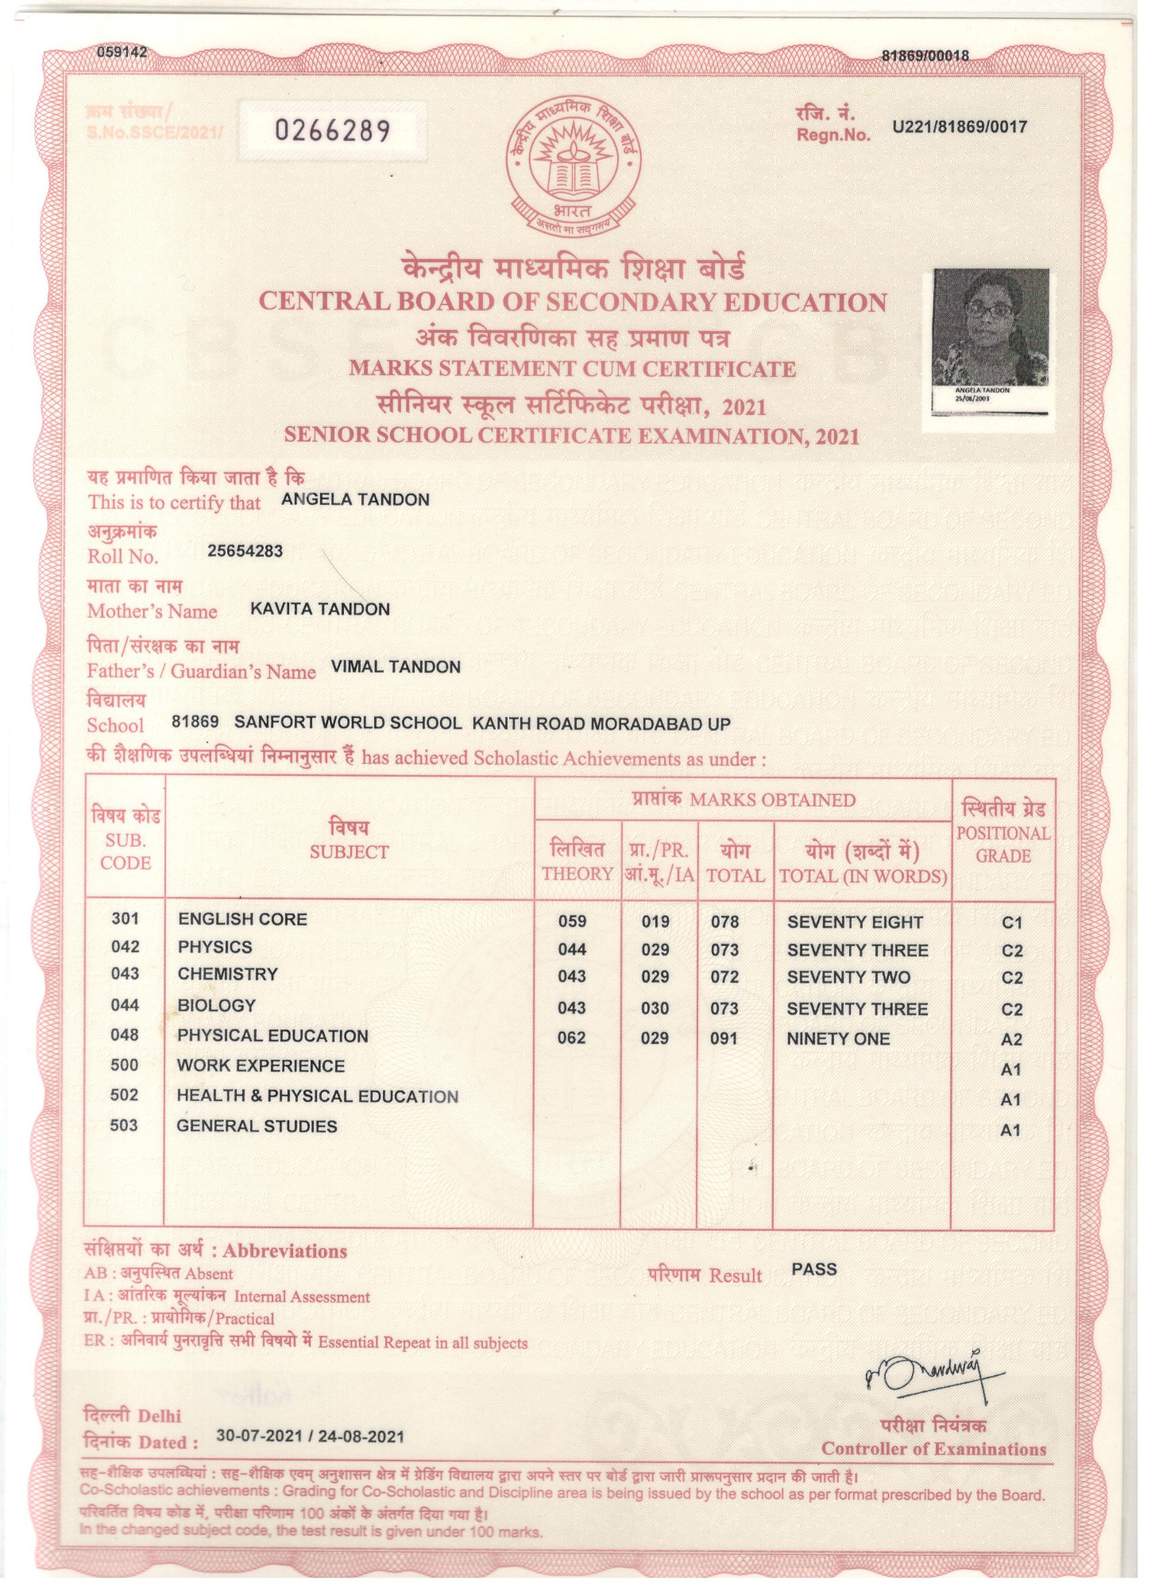 059142
81869/00018
क्रम संख्या/
S.No.SSCE/2021/
0266289
केन्द्रीय माध्यमिक शिक्षा बोर्ड
भारत
असतो मा सद्गमय
रजि. नं.
Regn.No. U221/81869/0017
केन्द्रीय माध्यमिक शिक्षा बोर्ड
CENTRAL BOARD OF SECONDARY EDUCATION
अंक विवरणिका सह प्रमाण पत्र
MARKS STATEMENT CUM CERTIFICATE
सीनियर स्कूल सर्टिफिकेट परीक्षा, 2021
SENIOR SCHOOL CERTIFICATE EXAMINATION, 2021
ANGELA TANDON
25/08/2003
यह प्रमाणित किया जाता है कि
This is to certify that ANGELA TANDON
अनुक्रमांक
Roll No. 25654283
माता का नाम
Mother's Name KAVITA TANDON
पिता/संरक्षक का नाम
Father's / Guardian's Name VIMAL TANDON
विद्यालय
School 81869 SANFORT WORLD SCHOOL KANTH ROAD MORADABAD UP
की शैक्षणिक उपलब्धियां निम्नानुसार हैं has achieved Scholastic Achievements as under :
विषय कोड
SUB.
CODE
विषय
SUBJECT
प्राप्तांक MARKS OBTAINED
लिखित
THEORY
प्रा./PR.
आं.मू./IA
योग
TOTAL
योग (शब्दों में)
TOTAL (IN WORDS)
स्थितीय ग्रेड
POSITIONAL
GRADE
301 ENGLISH CORE 059 019 078 SEVENTY EIGHT C1
042 PHYSICS 044 029 073 SEVENTY THREE C2
043 CHEMISTRY 043 029 072 SEVENTY TWO C2
044 BIOLOGY 043 030 073 SEVENTY THREE C2
048 PHYSICAL EDUCATION 062 029 091 NINETY ONE A2
500 WORK EXPERIENCE A1
502 HEALTH & PHYSICAL EDUCATION A1
503 GENERAL STUDIES A1
संक्षिप्तयों का अर्थ : Abbreviations
AB : अनुपस्थित Absent
I A : आंतरिक मूल्यांकन Internal Assessment
प्रा./PR. : प्रायोगिक/Practical
ER : अनिवार्य पुनरावृत्ति सभी विषयो में Essential Repeat in all subjects
परिणाम Result PASS
दिल्ली Delhi
दिनांक Dated : 30-07-2021 / 24-08-2021
परीक्षा नियंत्रक
Controller of Examinations
सह-शैक्षिक उपलब्धियां : सह-शैक्षिक एवम् अनुशासन क्षेत्र में ग्रेडिंग विद्यालय द्वारा अपने स्तर पर बोर्ड द्वारा जारी प्रारूपनुसार प्रदान की जाती है।
Co-Scholastic achievements : Grading for Co-Scholastic and Discipline area is being issued by the school as per format prescribed by the Board.
परिवर्तित विषय कोड में, परीक्षा परिणाम 100 अंकों के अंतर्गत दिया गया है।
In the changed subject code, the test result is given under 100 marks.